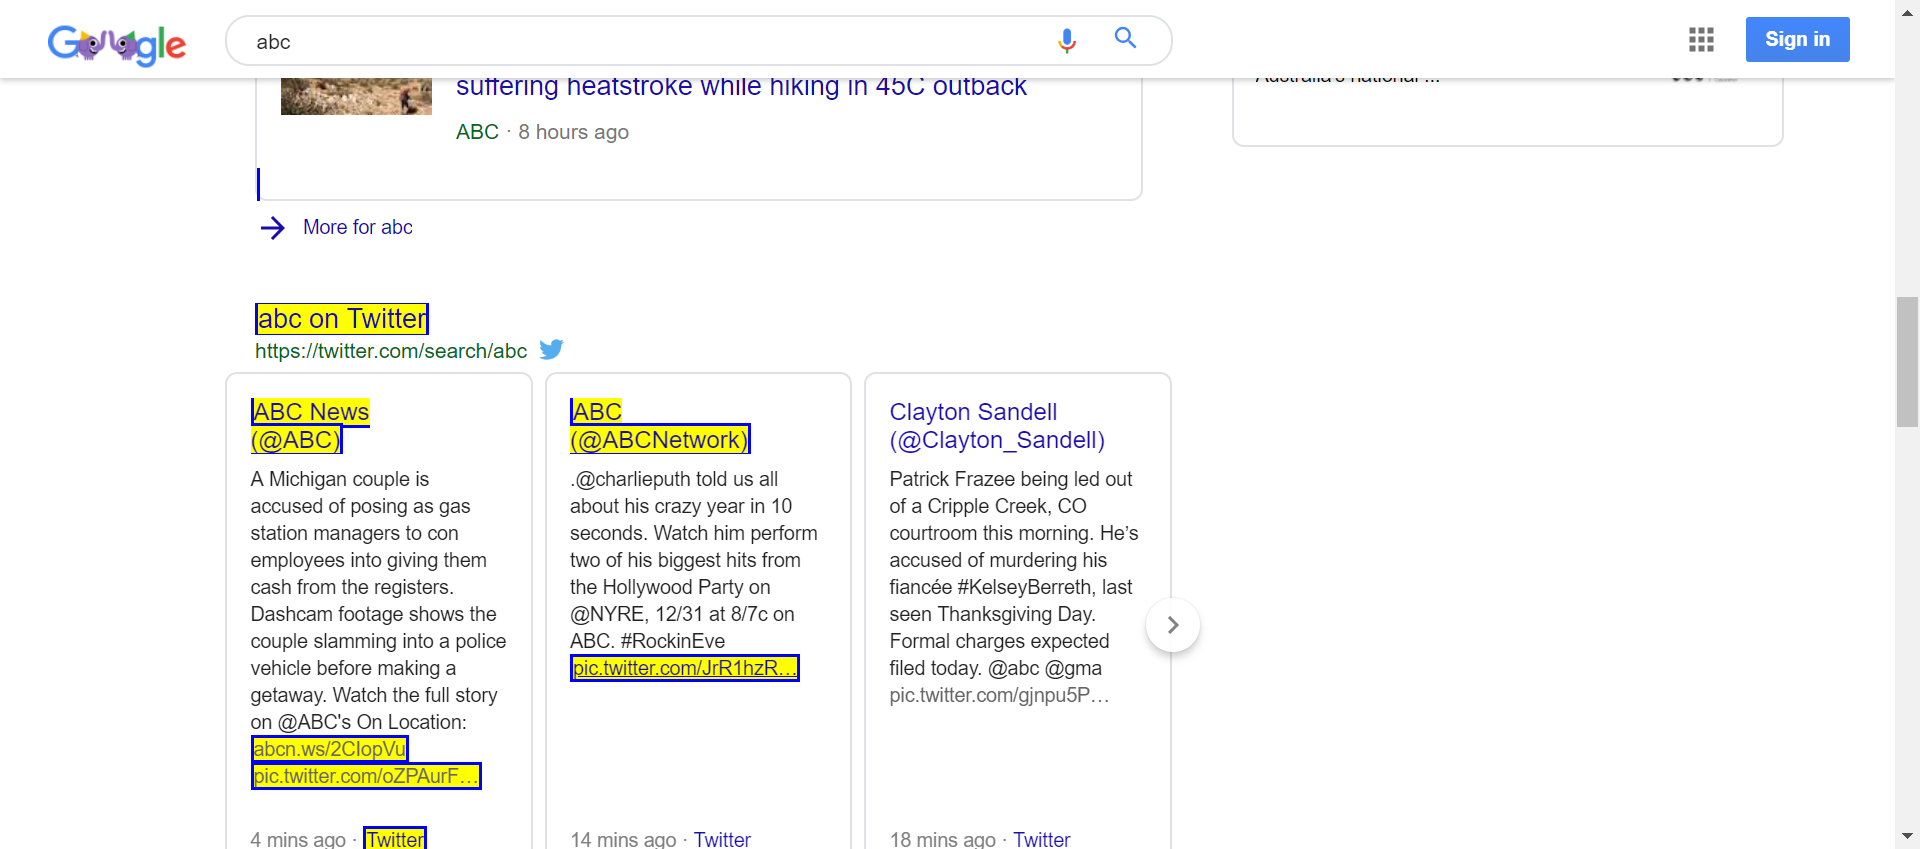 Google
abc
Sign in
suffering heatstroke while hiking in 45C outback
Australia's national ...
ABC · 8 hours ago
More for abc
abc on Twitter
https://twitter.com/search/abc
ABC News
(@ABC)
A Michigan couple is
accused of posing as gas
station managers to con
employees into giving them
cash from the registers.
Dashcam footage shows the
couple slamming into a police
vehicle before making a
getaway. Watch the full story
on @ABC's On Location:
abcn.ws/2CIopVu
pic.twitter.com/oZPAurF…
4 mins ago · Twitter
ABC
(@ABCNetwork)
.@charlieputh told us all
about his crazy year in 10
seconds. Watch him perform
two of his biggest hits from
the Hollywood Party on
@NYRE, 12/31 at 8/7c on
ABC. #RockinEve
pic.twitter.com/JrR1hzR…
14 mins ago · Twitter
Clayton Sandell
(@Clayton_Sandell)
Patrick Frazee being led out
of a Cripple Creek, CO
courtroom this morning. He’s
accused of murdering his
fiancée #KelseyBerreth, last
seen Thanksgiving Day.
Formal charges expected
filed today. @abc @gma
pic.twitter.com/gjnpu5P…
18 mins ago · Twitter